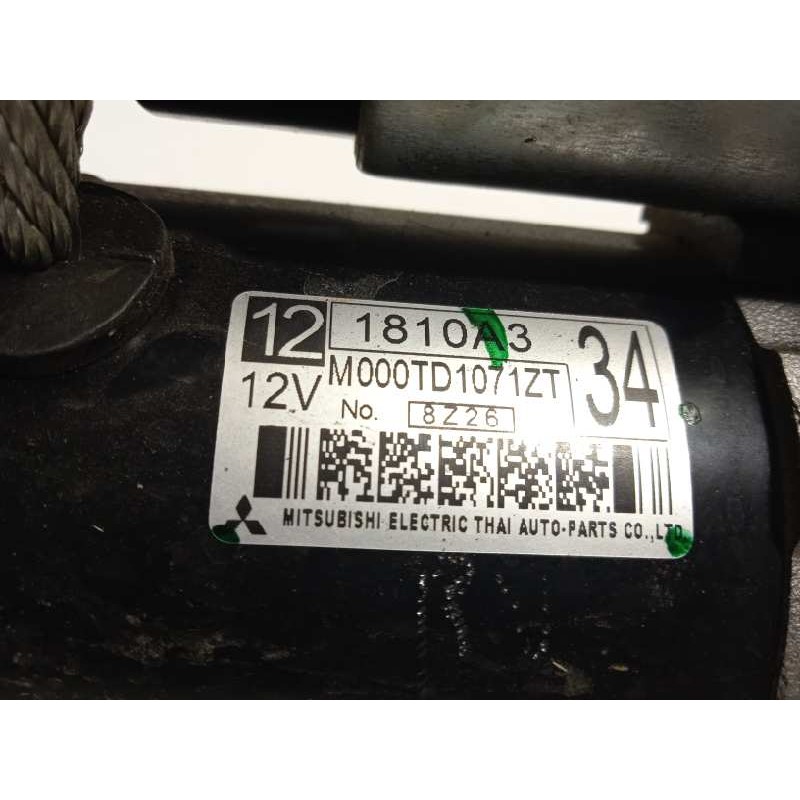 12 1810A3 34
12V M000TD1071ZT
No. 8Z26
MITSUBISHI ELECTRIC THAI AUTO-PARTS CO.,LTD.